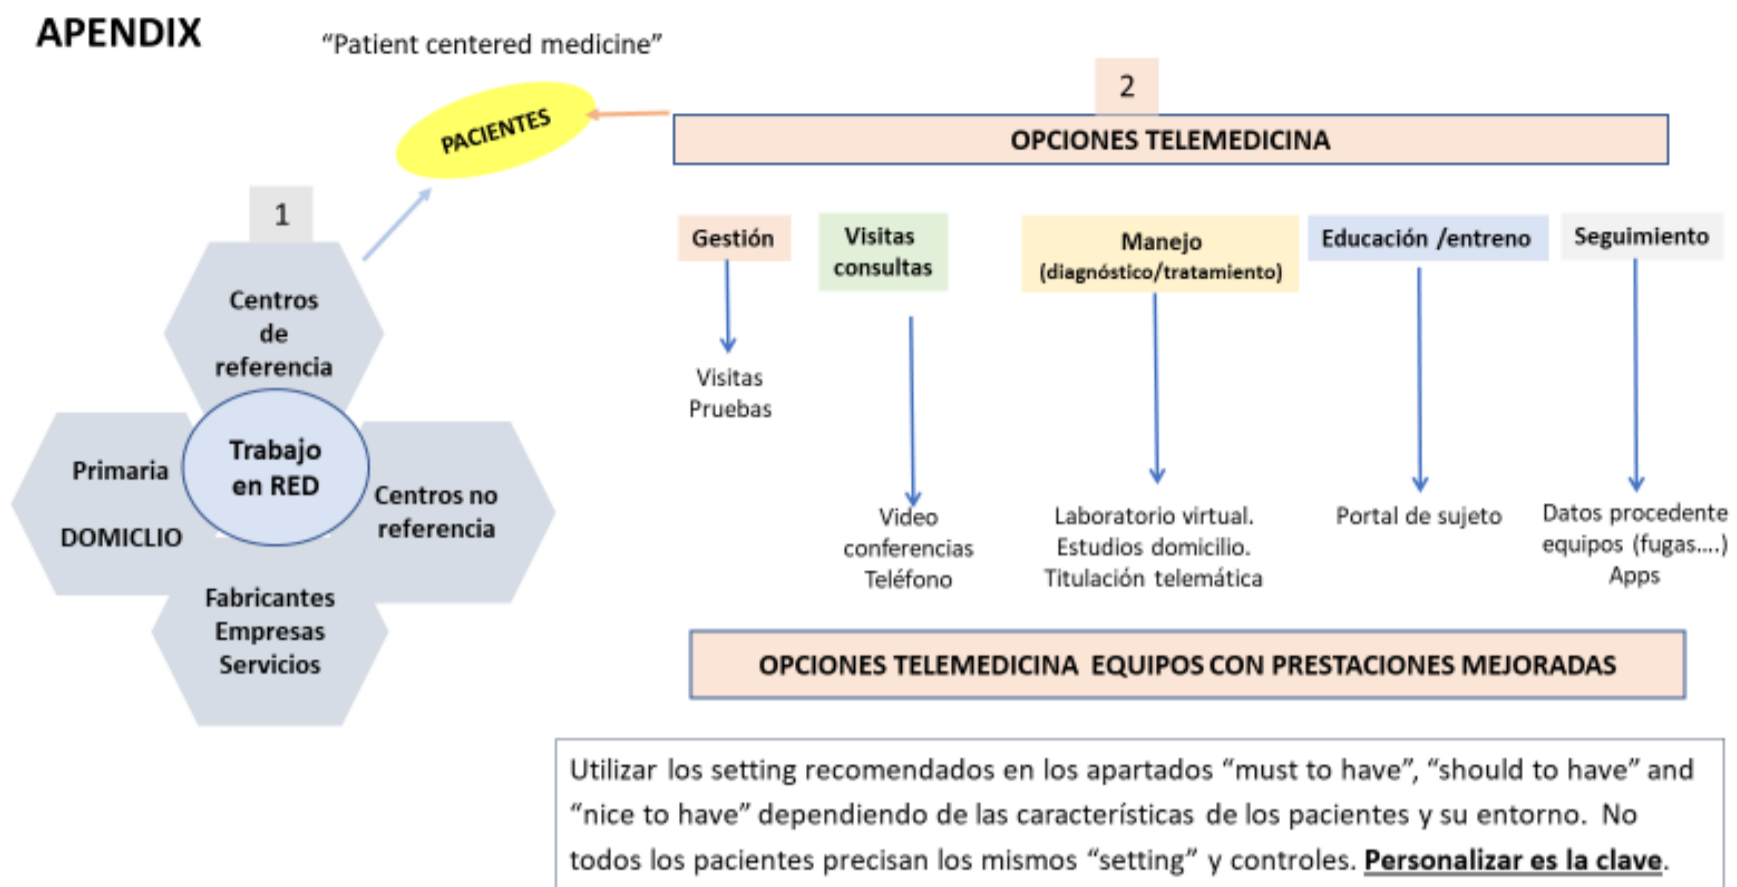 APENDIX
“Patient centered medicine”
PACIENTES
1
Centros
de
referencia
Trabajo
en RED
Primaria
DOMICLIO
Centros no
referencia
Fabricantes
Empresas
Servicios
2
OPCIONES TELEMEDICINA
Gestión
Visitas
Pruebas
Visitas
consultas
Video
conferencias
Teléfono
Manejo
(diagnóstico/tratamiento)
Laboratorio virtual.
Estudios domicilio.
Titulación telemática
Educación /entreno
Portal de sujeto
Seguimiento
Datos procedente
equipos (fugas....)
Apps
OPCIONES TELEMEDICINA EQUIPOS CON PRESTACIONES MEJORADAS
Utilizar los setting recomendados en los apartados “must to have”, “should to have” and
“nice to have” dependiendo de las características de los pacientes y su entorno. No
todos los pacientes precisan los mismos “setting” y controles. Personalizar es la clave.